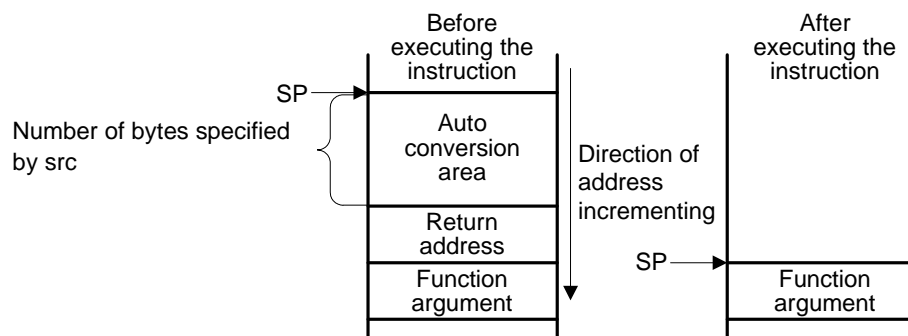 Before
executing the
instruction
After
executing the
instruction
SP
Number of bytes specified
by src
Auto
conversion
area
Direction of
address
incrementing
Return
address
SP
Function
argument
Function
argument